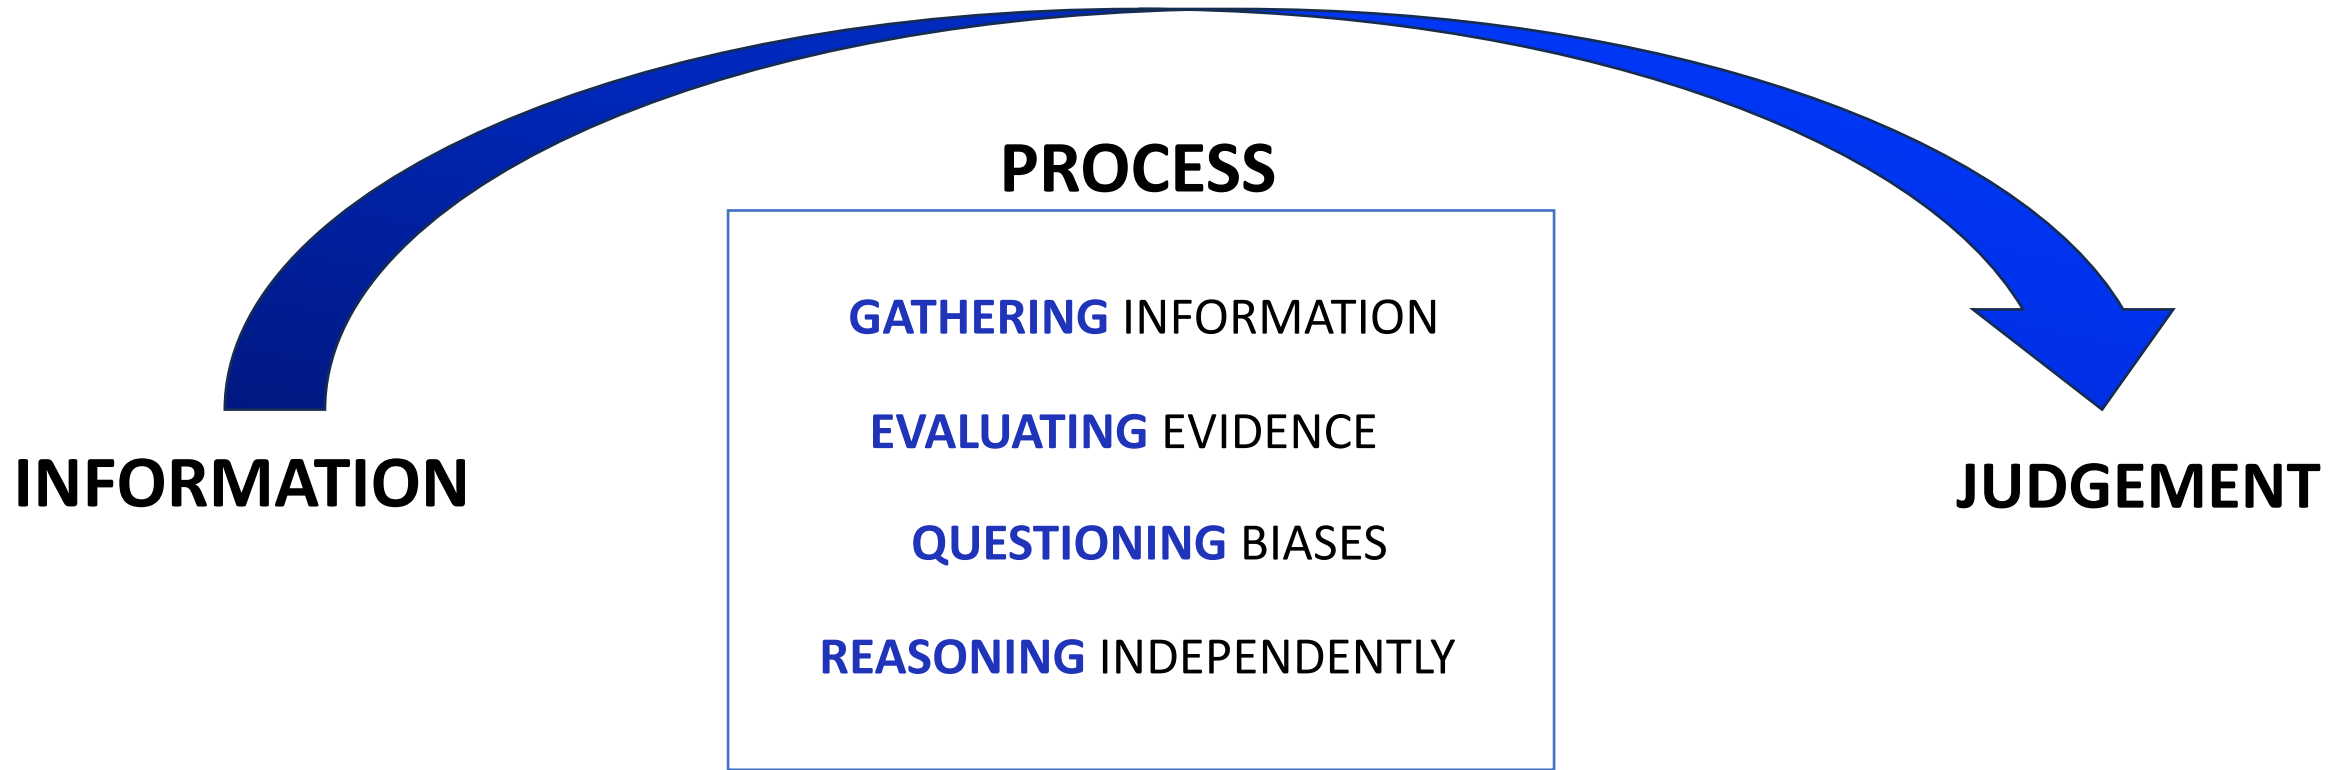 PROCESS
GATHERING INFORMATION
EVALUATING EVIDENCE
INFORMATION
JUDGEMENT
QUESTIONING BIASES
REASONING INDEPENDENTLY